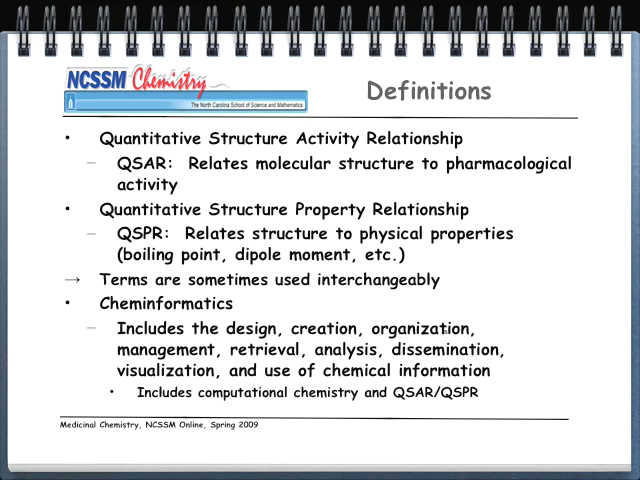 NCSSM Chemistry
The North Carolina School of Science and Mathematics
Definitions
• Quantitative Structure Activity Relationship
– QSAR: Relates molecular structure to pharmacological
activity
• Quantitative Structure Property Relationship
– QSPR: Relates structure to physical properties
(boiling point, dipole moment, etc.)
→ Terms are sometimes used interchangeably
• Cheminformatics
– Includes the design, creation, organization,
management, retrieval, analysis, dissemination,
visualization, and use of chemical information
• Includes computational chemistry and QSAR/QSPR
Medicinal Chemistry, NCSSM Online, Spring 2009